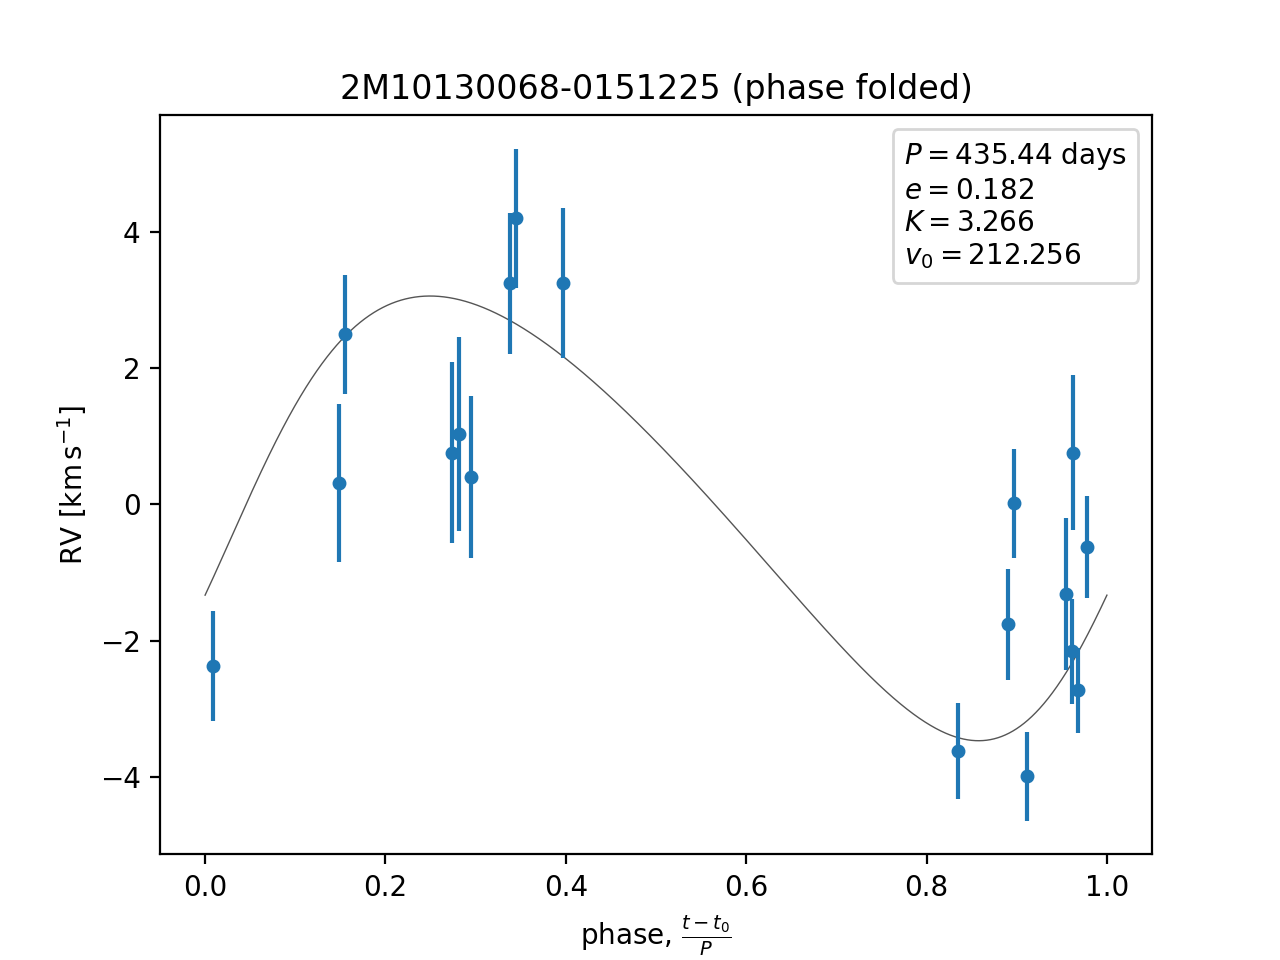 2M10130068-0151225 (phase folded)
P = 435.44 days
e = 0.182
K = 3.266
v₀ = 212.256
4
2
0
−2
−4
RV [km s⁻¹]
0.0 0.2 0.4 0.6 0.8 1.0
phase, (t − t₀)/P